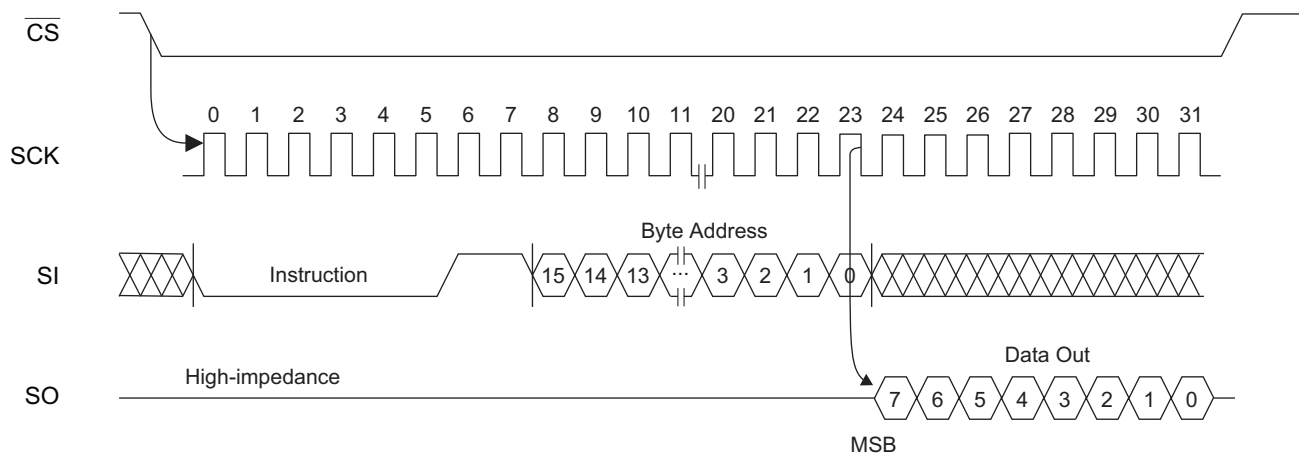 CS
0 1 2 3 4 5 6 7 8 9 10 11 20 21 22 23 24 25 26 27 28 29 30 31
SCK
Byte Address
SI Instruction 15 14 13 ... 3 2 1 0
Data Out
High-impedance
SO 7 6 5 4 3 2 1 0
MSB